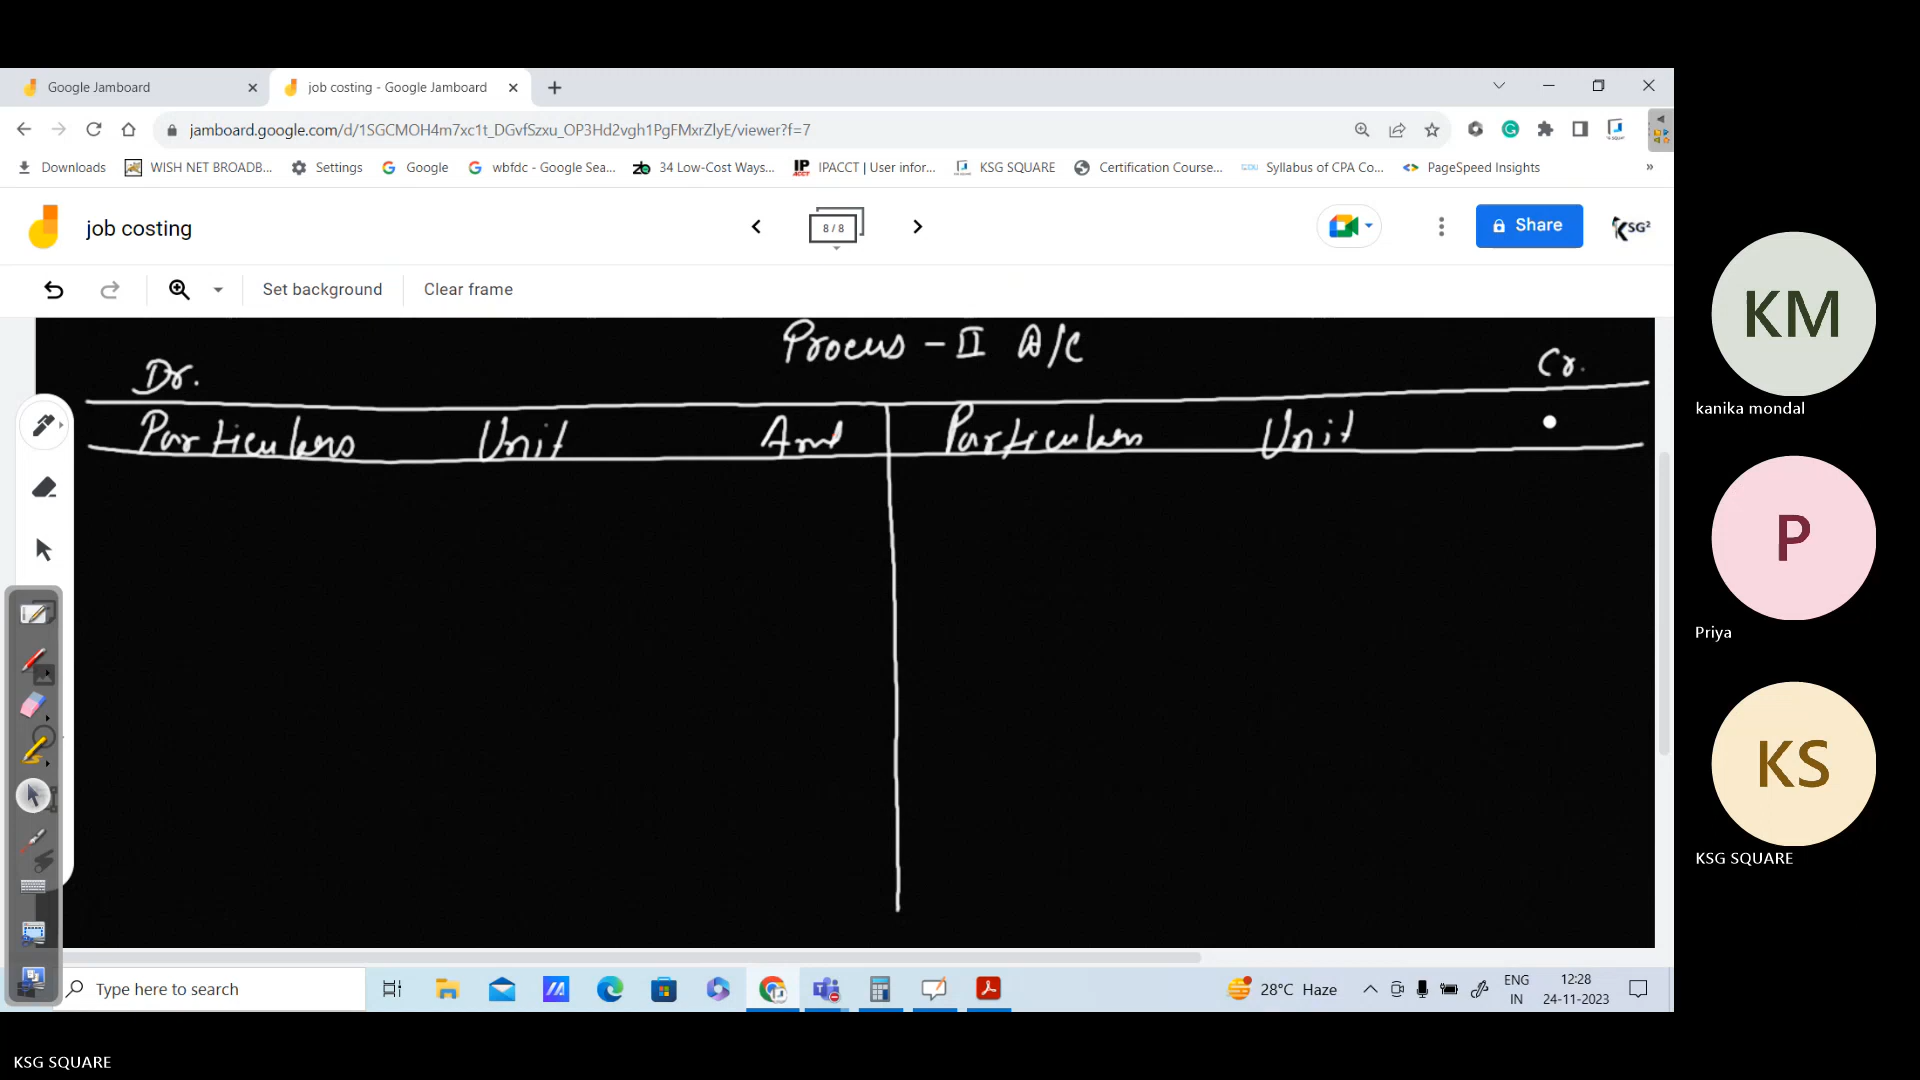 Google Jamboard
job costing - Google Jamboard
jamboard.google.com/d/1SGCMOH4m7xc1t_DGvfSzxu_OP3Hd2vgh1PgFMxrZlyE/viewer?f=7
Downloads WISH NET BROADB... Settings Google wbfdc - Google Sea... 34 Low-Cost Ways... IPACCT | User infor... KSG SQUARE Certification Course... Syllabus of CPA Co... PageSpeed Insights »
job costing
8 / 8
Share
KSG²
Set background Clear frame
Process - II A/C
Dr. Cr.
Particulars Unit Amt Particulars Unit
KM
kanika mondal
P
Priya
KS
KSG SQUARE
Type here to search
28°C Haze
ENG
IN
12:28
24-11-2023
KSG SQUARE